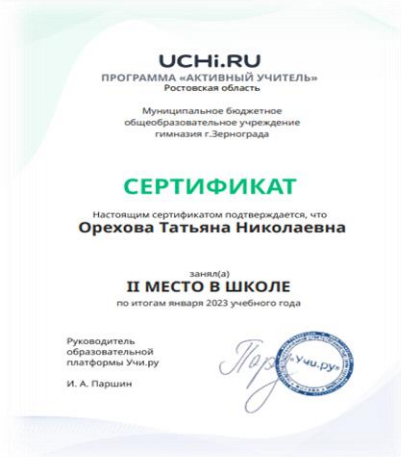 UCHi.RU
ПРОГРАММА «АКТИВНЫЙ УЧИТЕЛЬ»
Ростовская область
Муниципальное бюджетное
общеобразовательное учреждение
гимназия г.Зернограда
СЕРТИФИКАТ
Настоящим сертификатом подтверждается, что
Орехова Татьяна Николаевна
занял(а)
II МЕСТО В ШКОЛЕ
по итогам января 2023 учебного года
Руководитель
образовательной
платформы Учи.ру
И. А. Паршин
«Учи.ру»